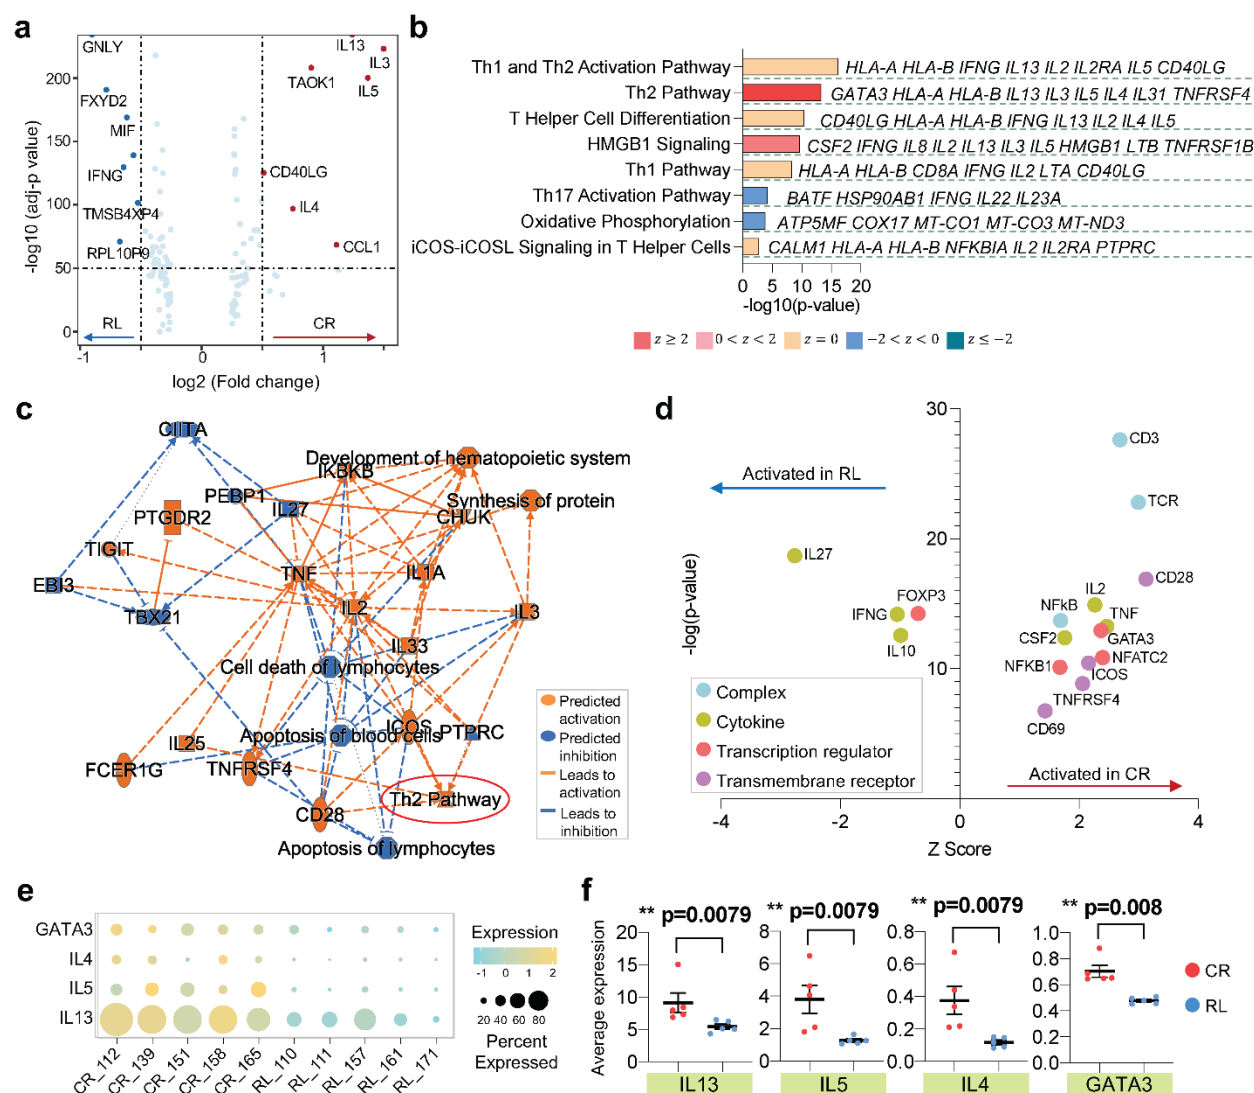 a
GNLY
IL13
IL3
TAOK1
IL5
FXYD2
MIF
IFNG
CD40LG
TMSB4XP4
IL4
RPL10P9
CCL1
RL
CR
200
150
100
50
0
-1
0
1
-log10 (adj-p value)
log2 (Fold change)
b
Th1 and Th2 Activation Pathway HLA-A HLA-B IFNG IL13 IL2 IL2RA IL5 CD40LG
Th2 Pathway GATA3 HLA-A HLA-B IL13 IL3 IL5 IL4 IL31 TNFRSF4
T Helper Cell Differentiation CD40LG HLA-A HLA-B IFNG IL13 IL2 IL4 IL5
HMGB1 Signaling CSF2 IFNG IL8 IL2 IL13 IL3 IL5 HMGB1 LTB TNFRSF1B
Th1 Pathway HLA-A HLA-B CD8A IFNG IL2 LTA CD40LG
Th17 Activation Pathway BATF HSP90AB1 IFNG IL22 IL23A
Oxidative Phosphorylation ATP5MF COX17 MT-CO1 MT-CO3 MT-ND3
iCOS-iCOSL Signaling in T Helper Cells CALM1 HLA-A HLA-B NFKBIA IL2 IL2RA PTPRC
0 5 10 15 20
-log10(p-value)
z ≥ 2 0 < z < 2 z = 0 −2 < z < 0 z ≤ −2
c
CIITA
Development of hematopoietic system
IKBKB
PEBP1
IL27
Synthesis of protein
PTGDR2
CHUK
TIGIT
TNF
IL1A
EBI3
TBX21
IL2
IL3
IL33
Cell death of lymphocytes
ICOS
Apoptosis of blood cells
PTPRC
IL25
FCER1G
TNFRSF4
Th2 Pathway
CD28
Apoptosis of lymphocytes
Predicted
activation
Predicted
inhibition
Leads to
activation
Leads to
inhibition
d
30
20
10
-log(p-value)
Activated in RL
CD3
TCR
IL27
CD28
FOXP3
IFNG
IL10
IL2
NFkB
TNF
CSF2
GATA3
NFATC2
NFKB1
ICOS
TNFRSF4
CD69
Complex
Cytokine
Transcription regulator
Transmembrane receptor
Activated in CR
-4 -2 0 2 4
Z Score
e
GATA3
IL4
IL5
IL13
CR_112
CR_139
CR_151
CR_158
CR_165
RL_110
RL_111
RL_157
RL_161
RL_171
Expression
-1 0 1 2
20 40 60 80
Percent
Expressed
f
** p=0.0079
** p=0.0079
** p=0.0079
** p=0.008
Average expression
20
15
10
5
0
IL13
8
6
4
2
0
IL5
0.8
0.6
0.4
0.2
0.0
IL4
1.0
0.8
0.6
0.4
0.2
0.0
GATA3
CR
RL